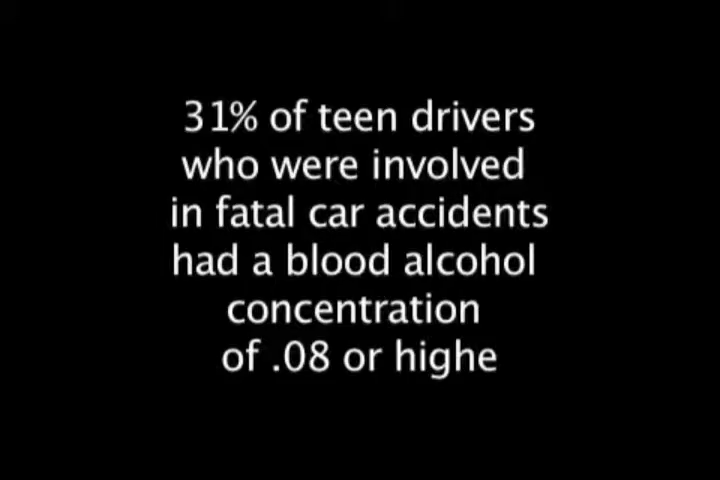 31% of teen drivers
who were involved
in fatal car accidents
had a blood alcohol
concentration
of .08 or highe